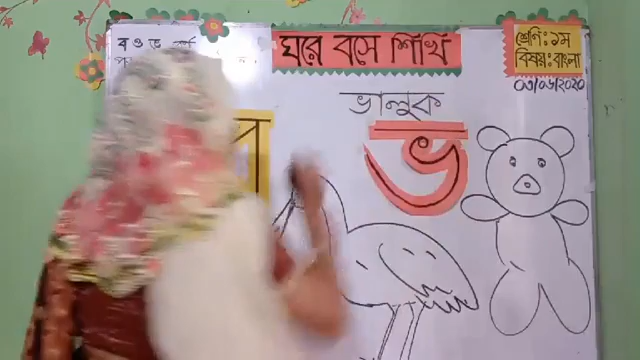 ঘরে বসে শিখি
শ্রেণি: ১ম
বিষয়: বাংলা
০৩/০৬/২০২০
ব ও ভ
ভালুক
ভ